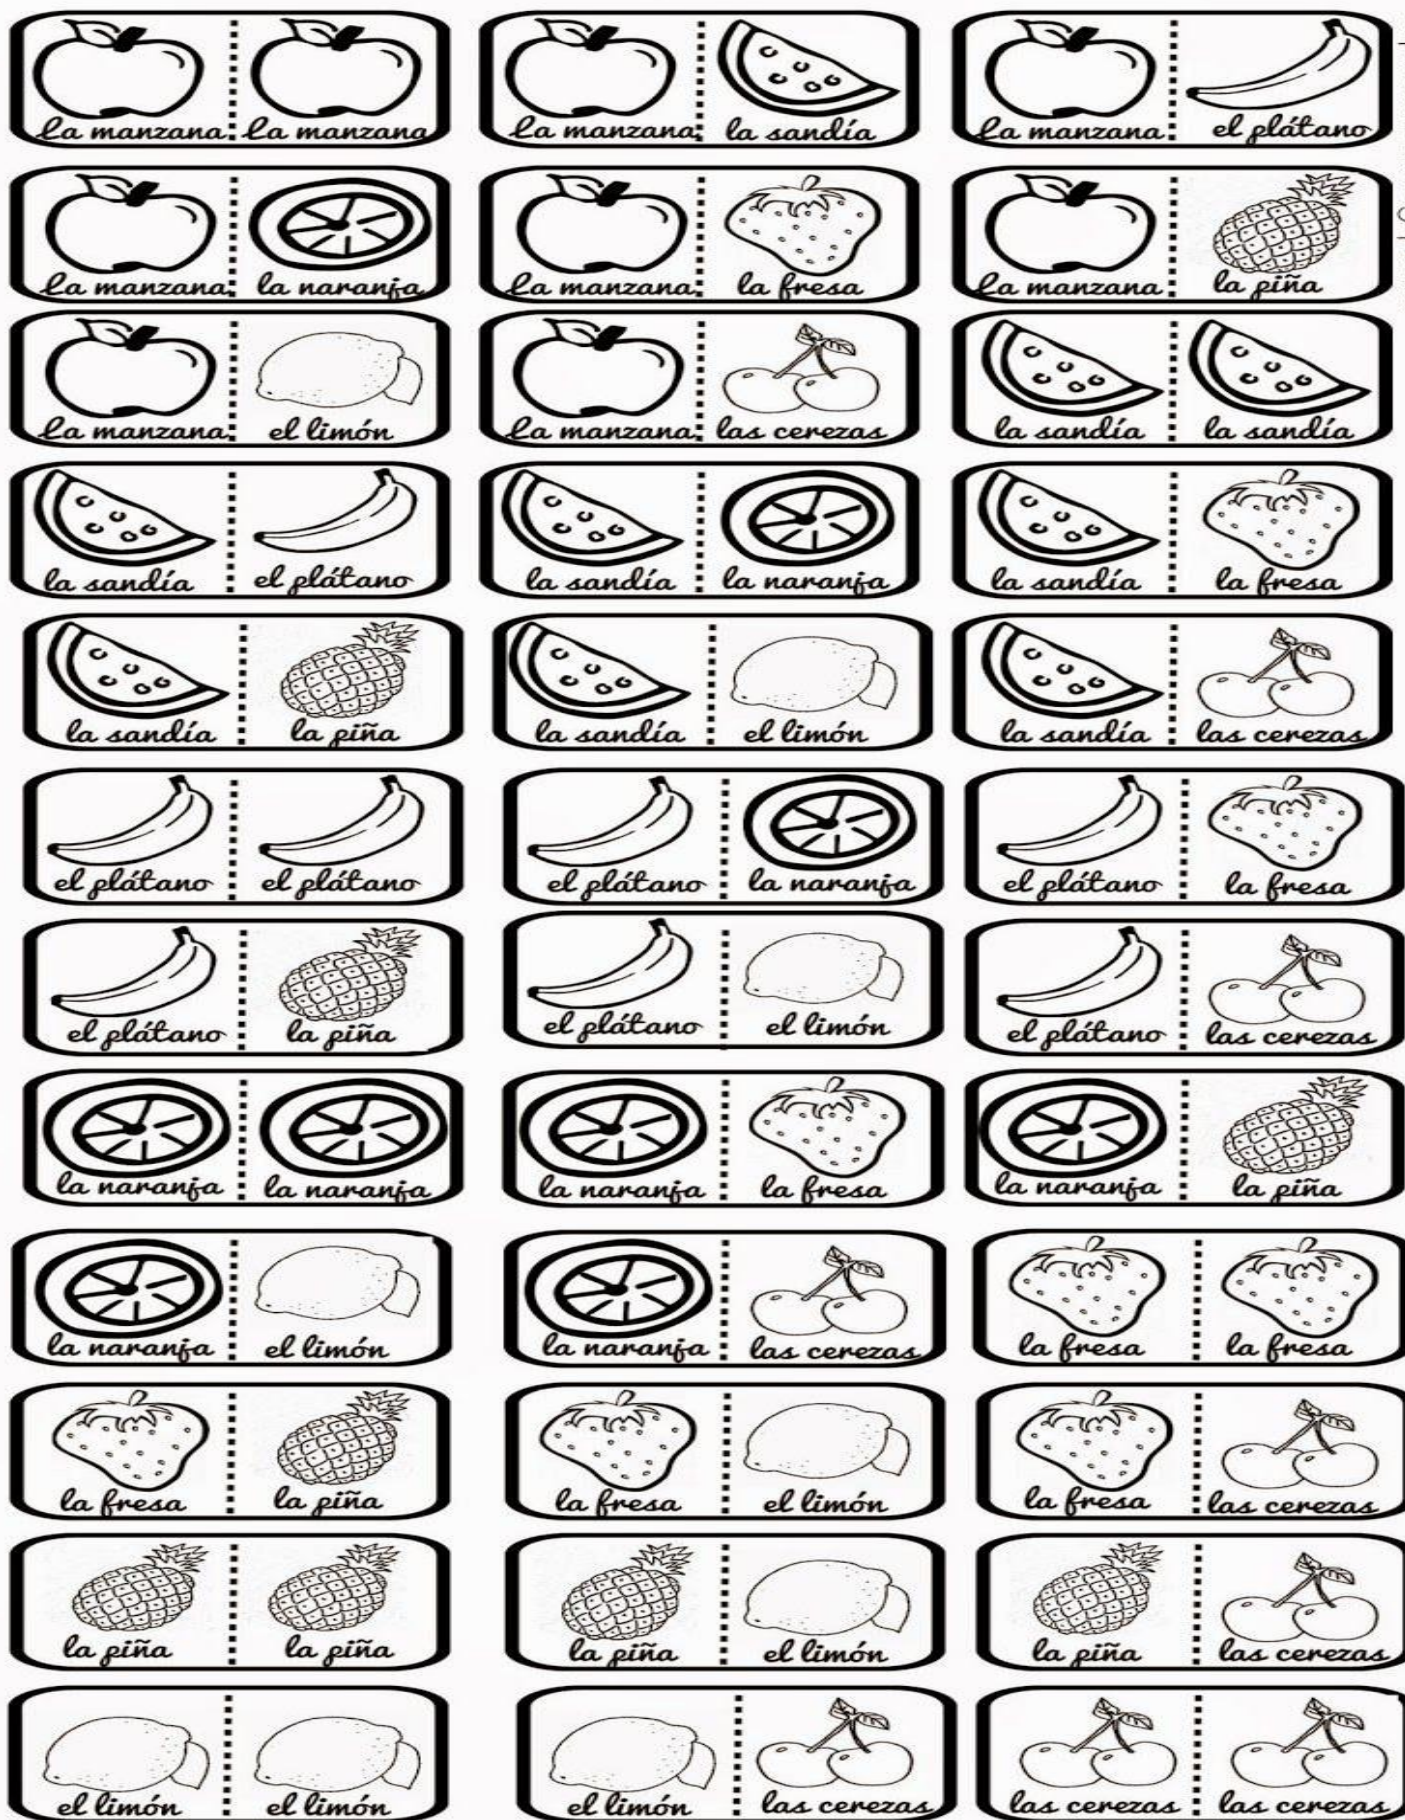 La manzana La manzana La manzana la sandía La manzana el plátano
La manzana la naranja La manzana la fresa La manzana la piña
La manzana el limón La manzana las cerezas la sandía la sandía
la sandía el plátano la sandía la naranja la sandía la fresa
la sandía la piña la sandía el limón la sandía las cerezas
el plátano el plátano el plátano la naranja el plátano la fresa
el plátano la piña el plátano el limón el plátano las cerezas
la naranja la naranja la naranja la fresa la naranja la piña
la naranja el limón la naranja las cerezas la fresa la fresa
la fresa la piña la fresa el limón la fresa las cerezas
la piña la piña la piña el limón la piña las cerezas
el limón el limón el limón las cerezas las cerezas las cerezas